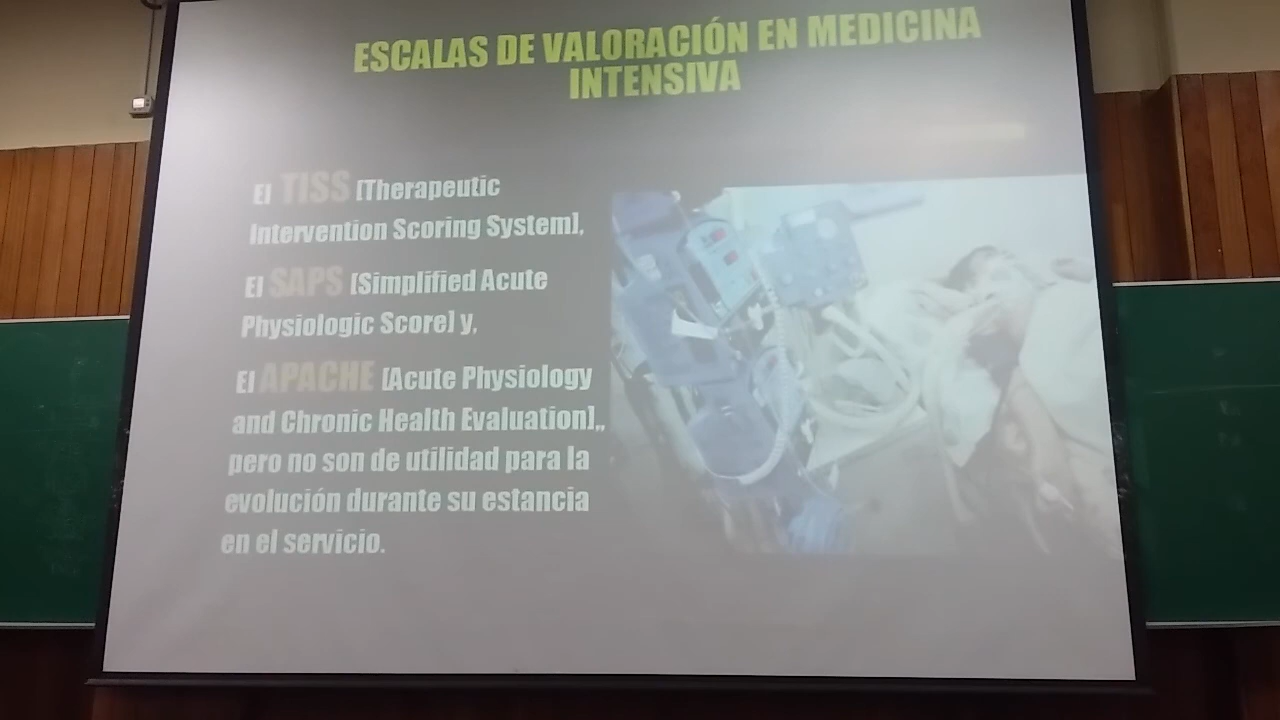 ESCALAS DE VALORACIÓN EN MEDICINA
INTENSIVA
El TISS [Therapeutic
Intervention Scoring System],
El SAPS [Simplified Acute
Physiologic Score] y,
El APACHE [Acute Physiology
and Chronic Health Evaluation],,
pero no son de utilidad para la
evolución durante su estancia
en el servicio.